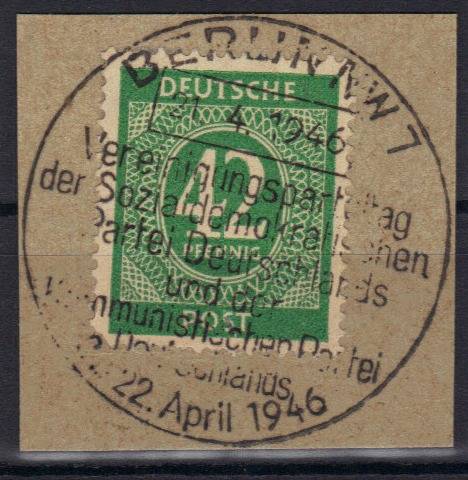 BERLIN NW 7
DEUTSCHE
21. 4. 1946
Vereinigungsparteitag
der Sozialdemokratischen
Partei Deutschlands
42
PFENNIG
und der
Kommunistischen Partei
Deutschlands
POST
22. April 1946